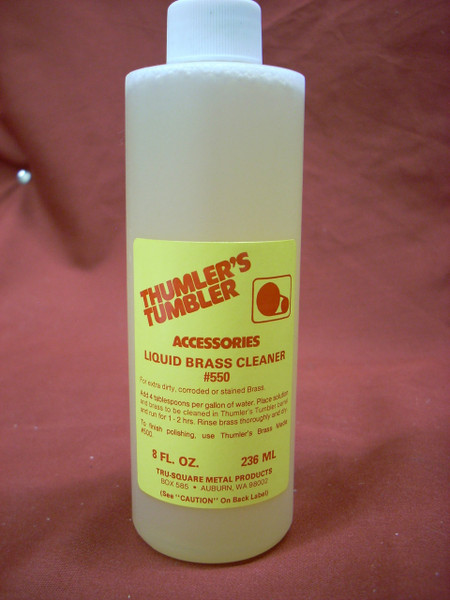 THUMLER'S
TUMBLER
ACCESSORIES
LIQUID BRASS CLEANER
#550
For extra dirty, corroded or stained Brass.
Add 4 tablespoons per gallon of water. Place solution
and brass to be cleaned in Thumler's Tumbler barrel
and run for 1 - 2 hrs. Rinse brass thoroughly and dry.
To finish polishing, use Thumler's Brass Media
#500.
8 FL. OZ. 236 ML
TRU-SQUARE METAL PRODUCTS
BOX 585 • AUBURN, WA 98002
(See "CAUTION" On Back Label)